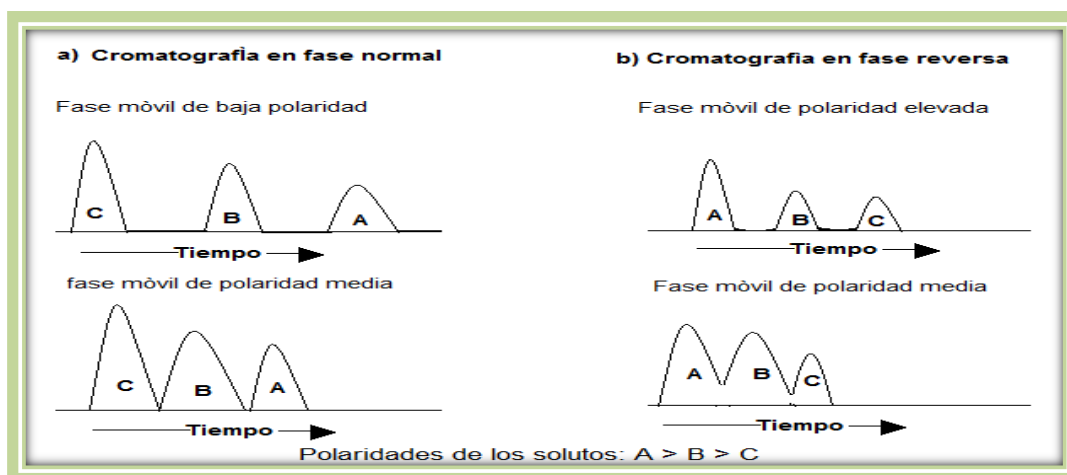 a) Cromatografìa en fase normal
Fase mòvil de baja polaridad
C B A
Tiempo
fase mòvil de polaridad media
C B A
Tiempo
b) Cromatografia en fase reversa
Fase mòvil de polaridad elevada
A B C
Tiempo
Fase mòvil de polaridad media
A B C
Tiempo
Polaridades de los solutos: A > B > C